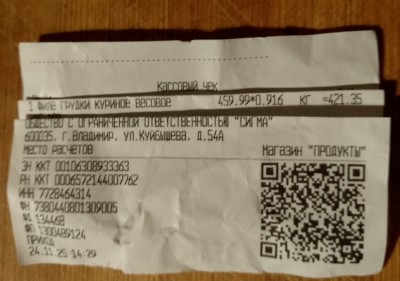 КАССОВЫЙ ЧЕК
1 ФИЛЕ ГРУДКИ КУРИНОЕ ВЕСОВОЕ 459.99*0.916 КГ =421.35
ОБЩЕСТВО С ОГРАНИЧЕННОЙ ОТВЕТСТВЕННОСТЬЮ "СИГМА"
600035, г.Владимир, ул.Куйбышева, д.54А
Место расчетов Магазин "ПРОДУКТЫ"
ЗН ККТ 00106308933363
РН ККТ 0006572144007762
ИНН 7728464314
ФН 7380440801309005
ФД 134468
ФП 1300489124
ПРИХОД
24.11.25 14:29